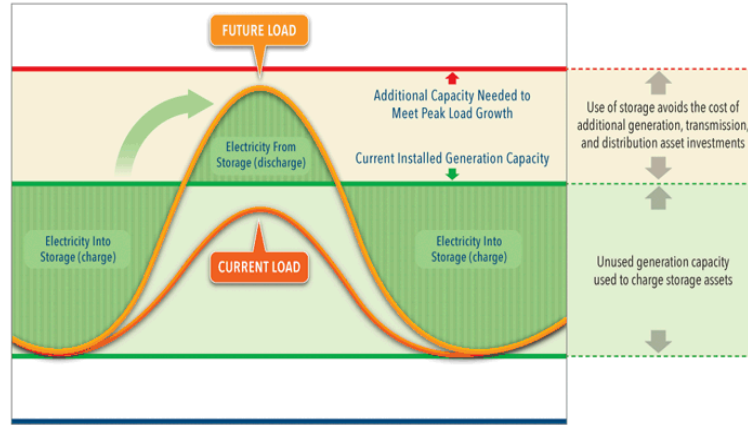 FUTURE LOAD
Additional Capacity Needed to
Meet Peak Load Growth
Use of storage avoids the cost of
additional generation, transmission,
and distribution asset investments
Electricity From
Storage (discharge)
Current Installed Generation Capacity
Electricity Into
Storage (charge)
CURRENT LOAD
Electricity Into
Storage (charge)
Unused generation capacity
used to charge storage assets